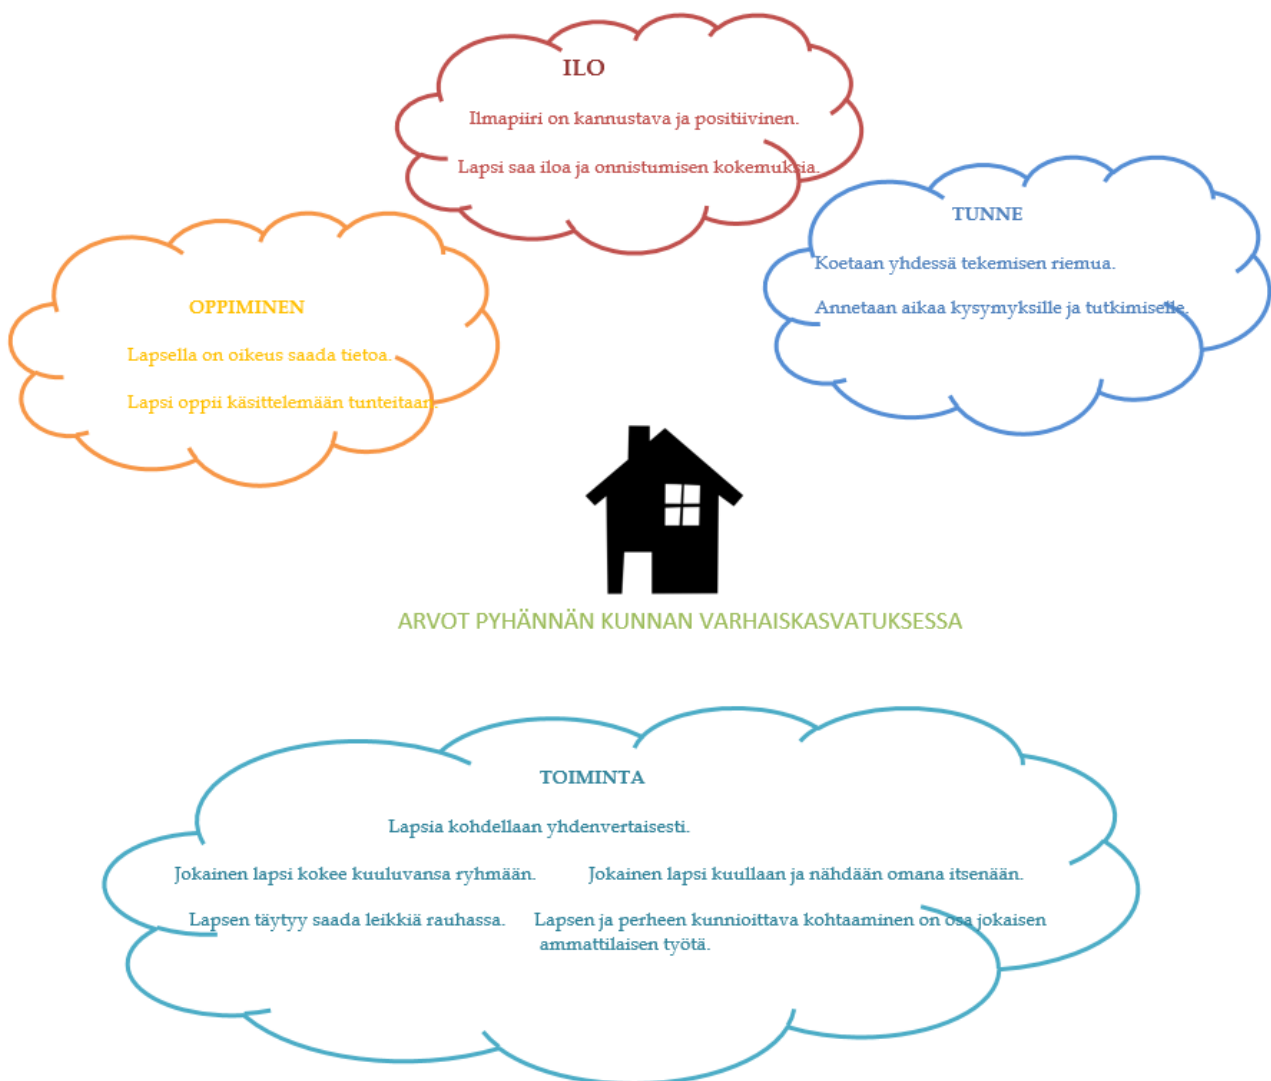 ILO
Ilmapiiri on kannustava ja positiivinen.
Lapsi saa iloa ja onnistumisen kokemuksia.
TUNNE
Koetaan yhdessä tekemisen riemua.
Annetaan aikaa kysymyksille ja tutkimiselle.
OPPIMINEN
Lapsella on oikeus saada tietoa.
Lapsi oppii käsittelemään tunteitaan.
ARVOT PYHÄNNÄN KUNNAN VARHAISKASVATUKSESSA
TOIMINTA
Lapsia kohdellaan yhdenvertaisesti.
Jokainen lapsi kokee kuuluvansa ryhmään. Jokainen lapsi kuullaan ja nähdään omana itsenään.
Lapsen täytyy saada leikkiä rauhassa. Lapsen ja perheen kunnioittava kohtaaminen on osa jokaisen
ammattilaisen työtä.